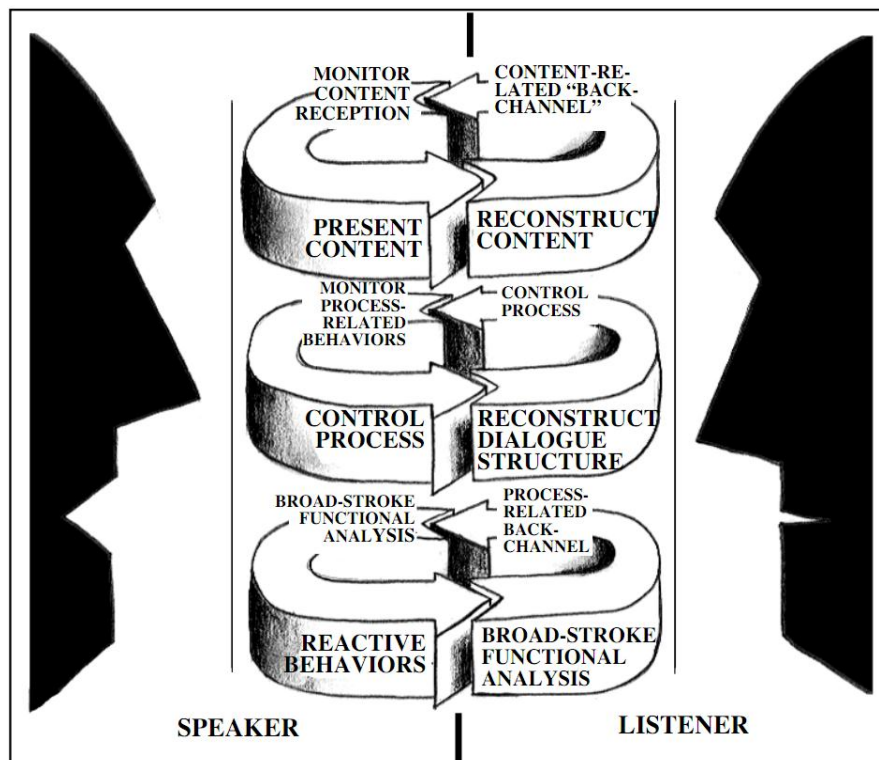 MONITOR
CONTENT
RECEPTION
CONTENT-RE-
LATED “BACK-
CHANNEL”
PRESENT
CONTENT
RECONSTRUCT
CONTENT
MONITOR
PROCESS-
RELATED
BEHAVIORS
CONTROL
PROCESS
CONTROL
PROCESS
RECONSTRUCT
DIALOGUE
STRUCTURE
BROAD-STROKE
FUNCTIONAL
ANALYSIS
PROCESS-
RELATED
BACK-
CHANNEL
REACTIVE
BEHAVIORS
BROAD-STROKE
FUNCTIONAL
ANALYSIS
SPEAKER
LISTENER